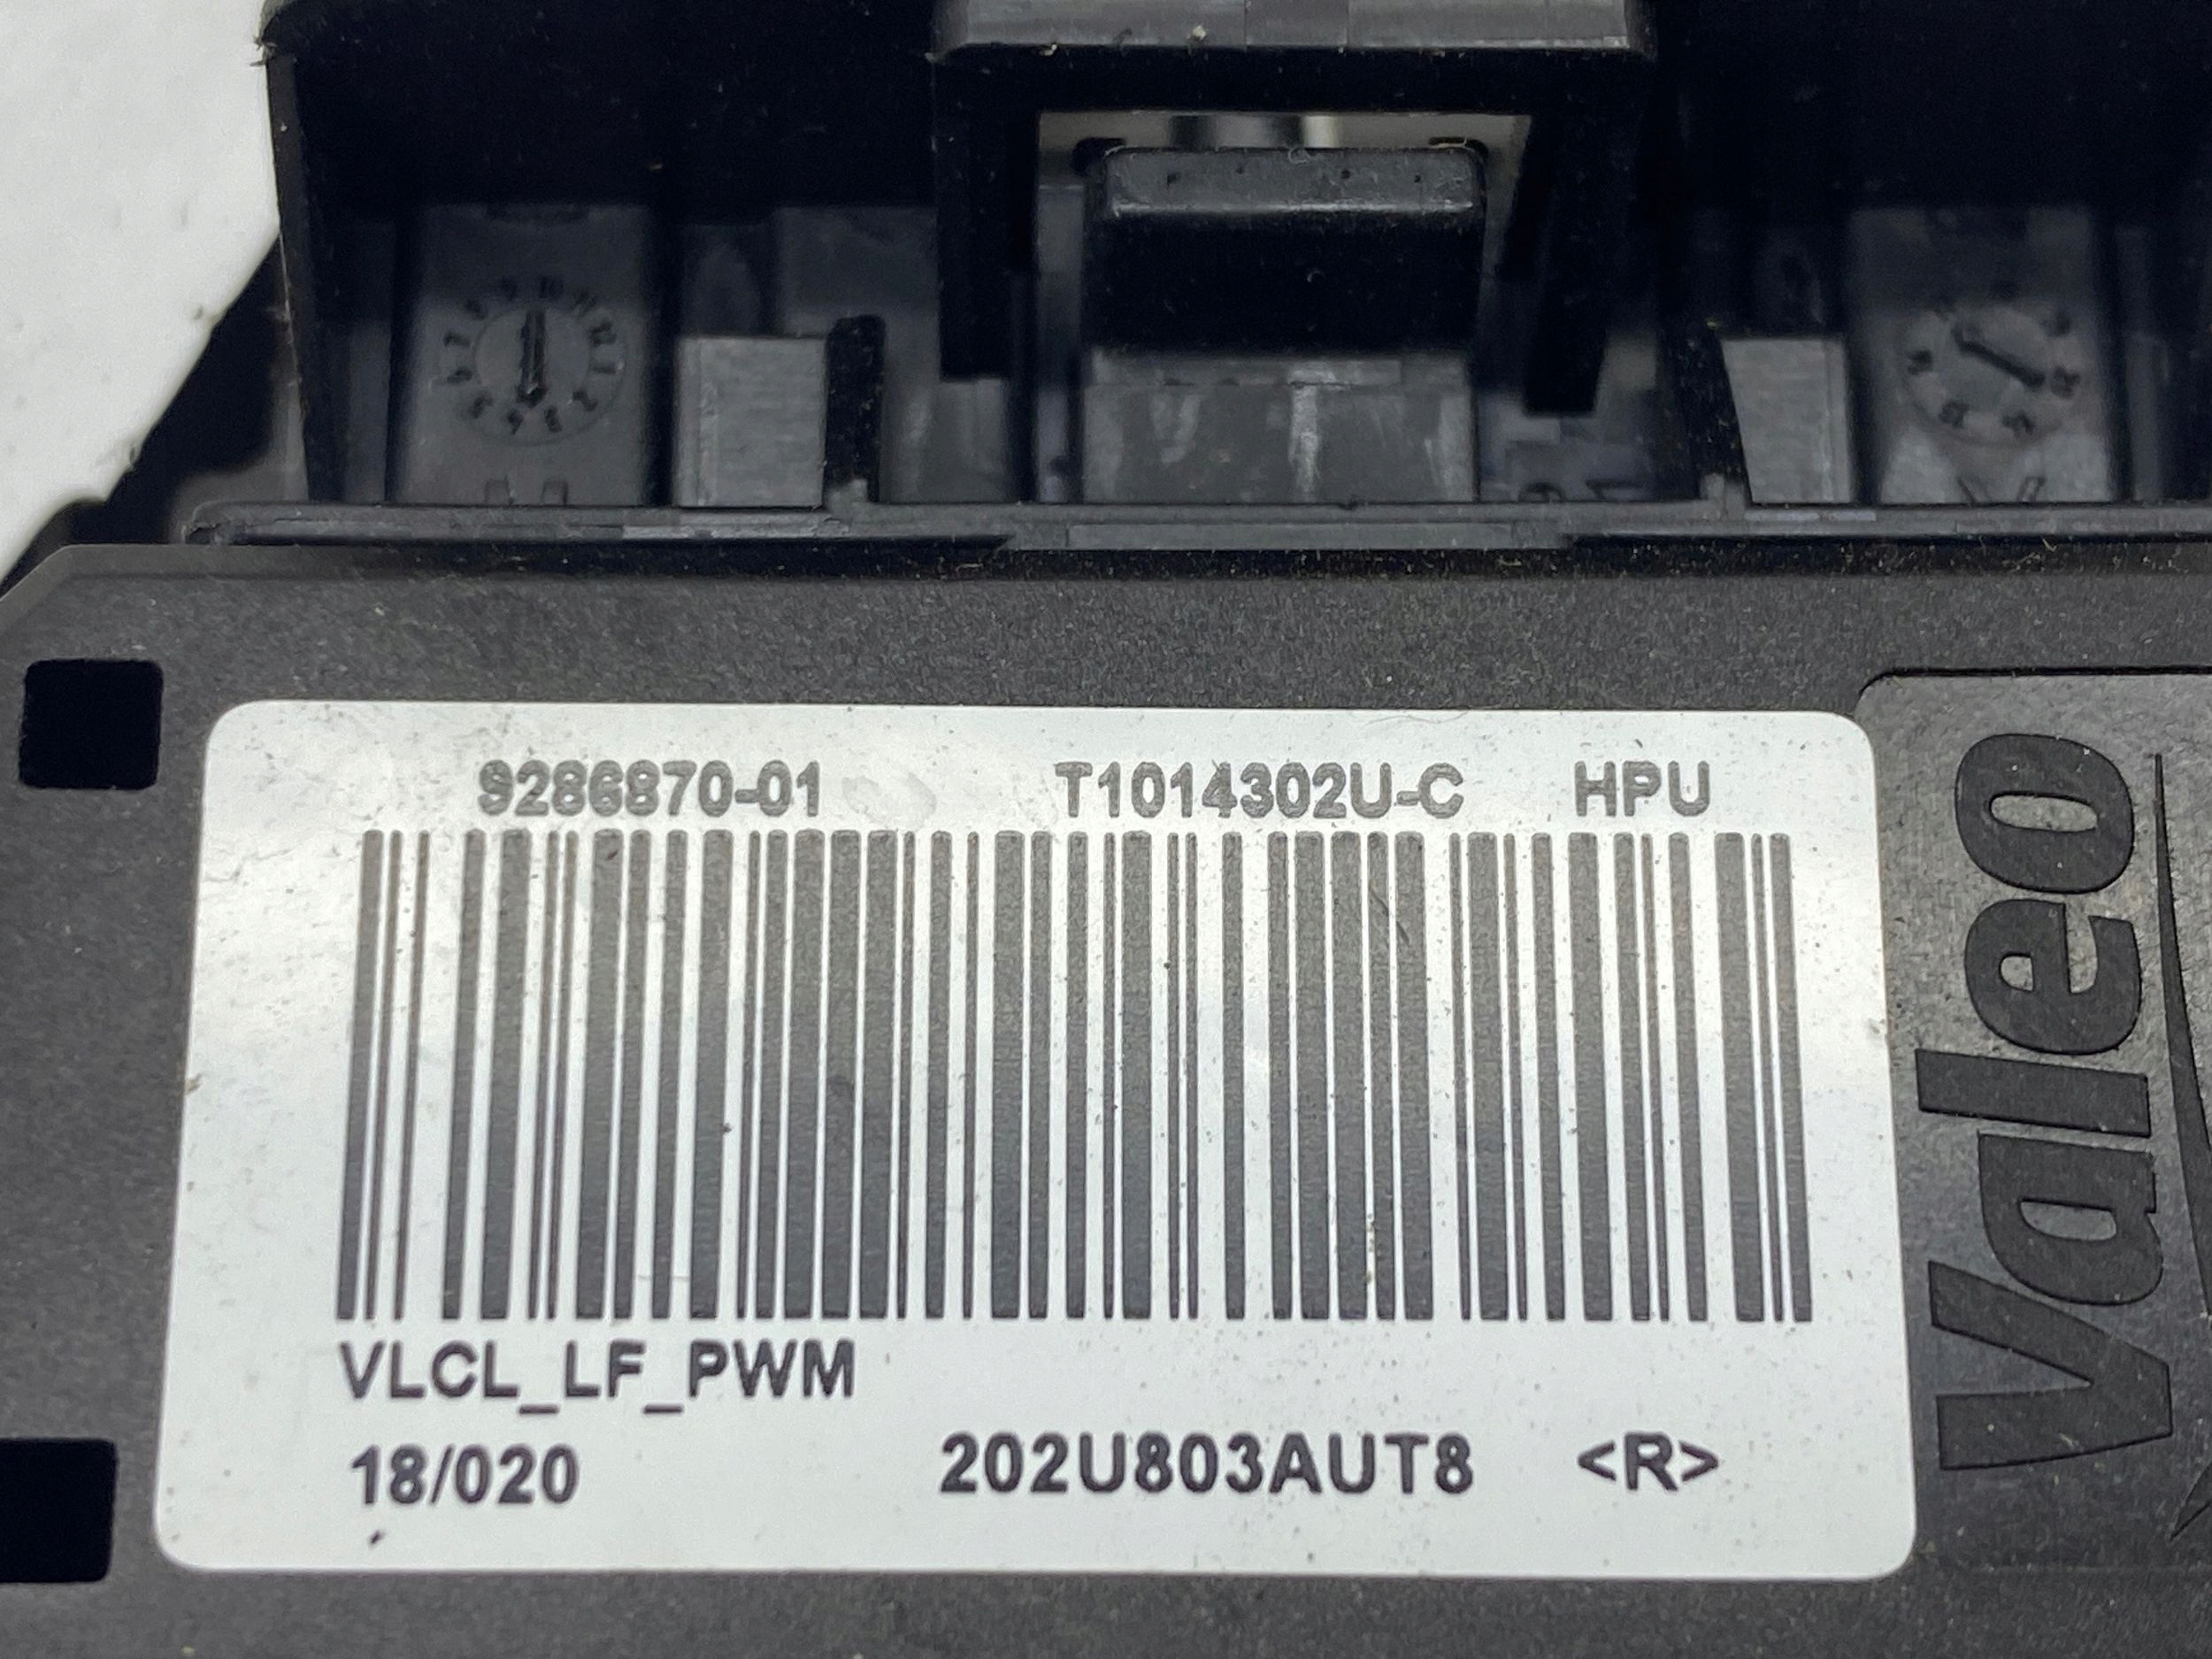 9286870-01 T1014302U-C HPU
VLCL_LF_PWM
18/020 202U803AUT8 <R>
Valeo